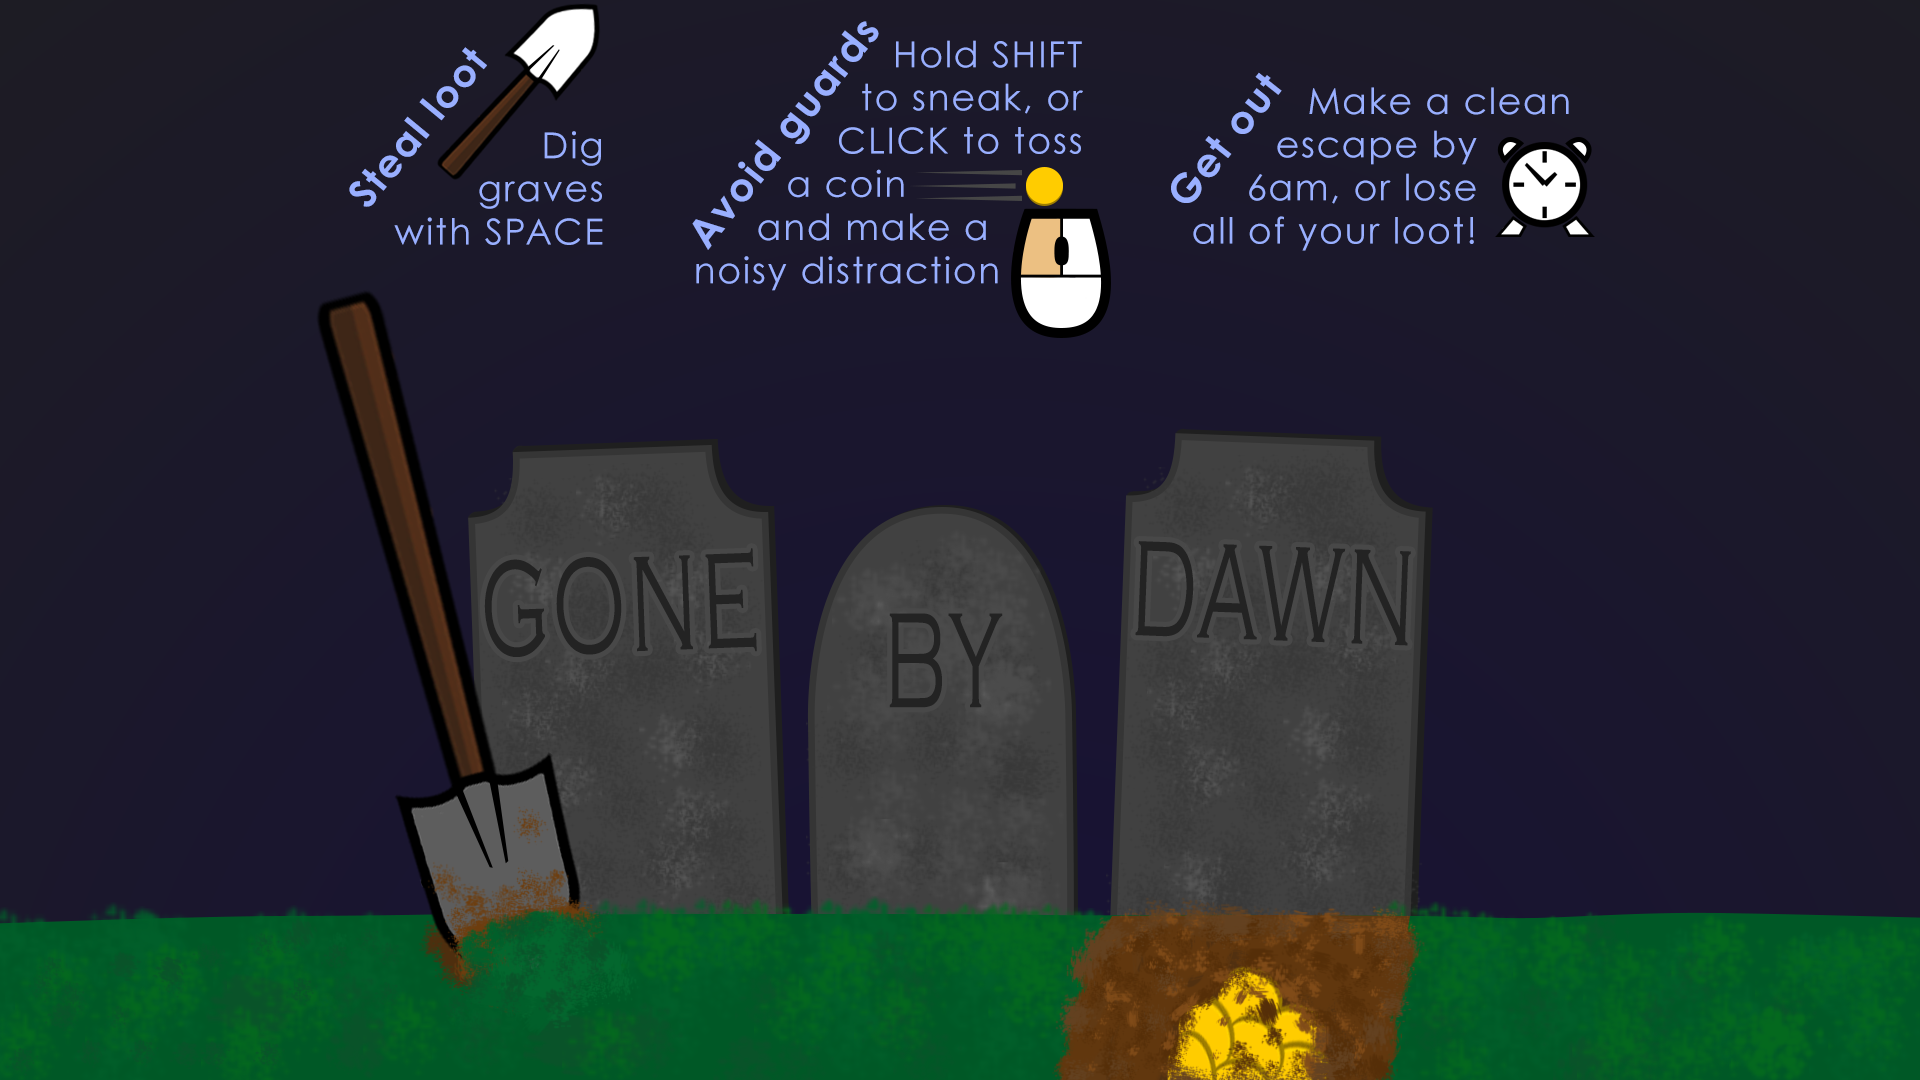 Steal loot
Dig
graves
with SPACE
Avoid guards
Hold SHIFT
to sneak, or
CLICK to toss
a coin
and make a
noisy distraction
Get out
Make a clean
escape by
6am, or lose
all of your loot!
GONE
BY
DAWN